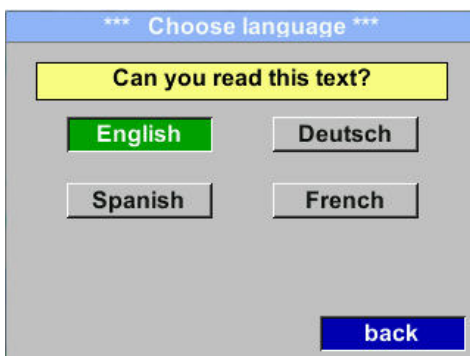 *** Choose language ***
Can you read this text?
English Deutsch
Spanish French
back